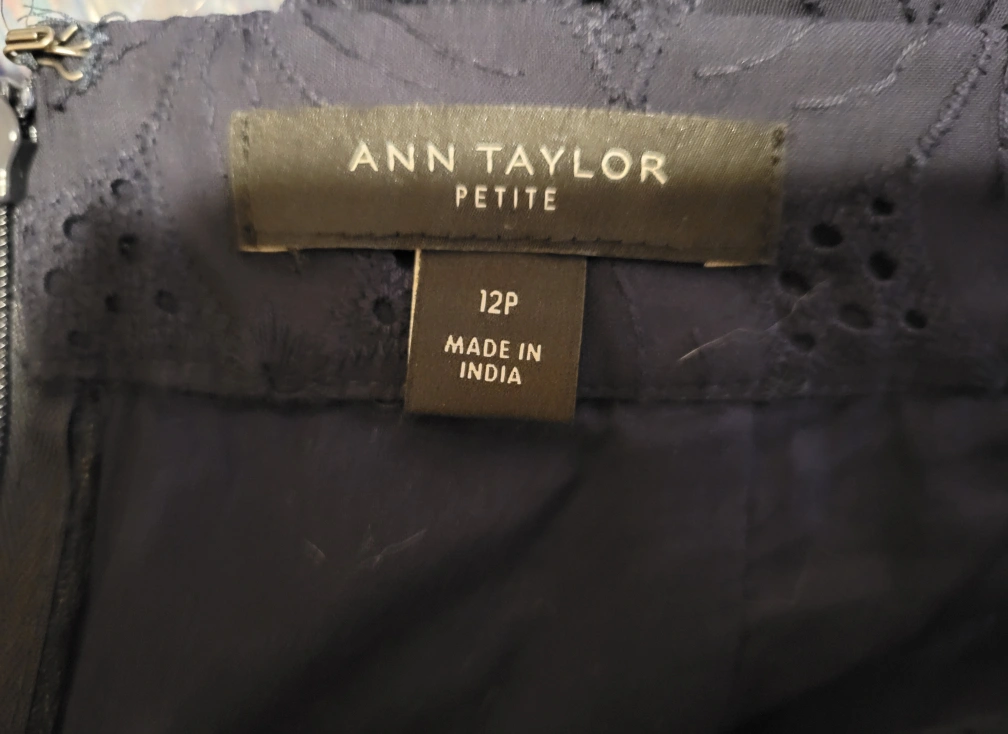 ANN TAYLOR
PETITE
12P
MADE IN
INDIA